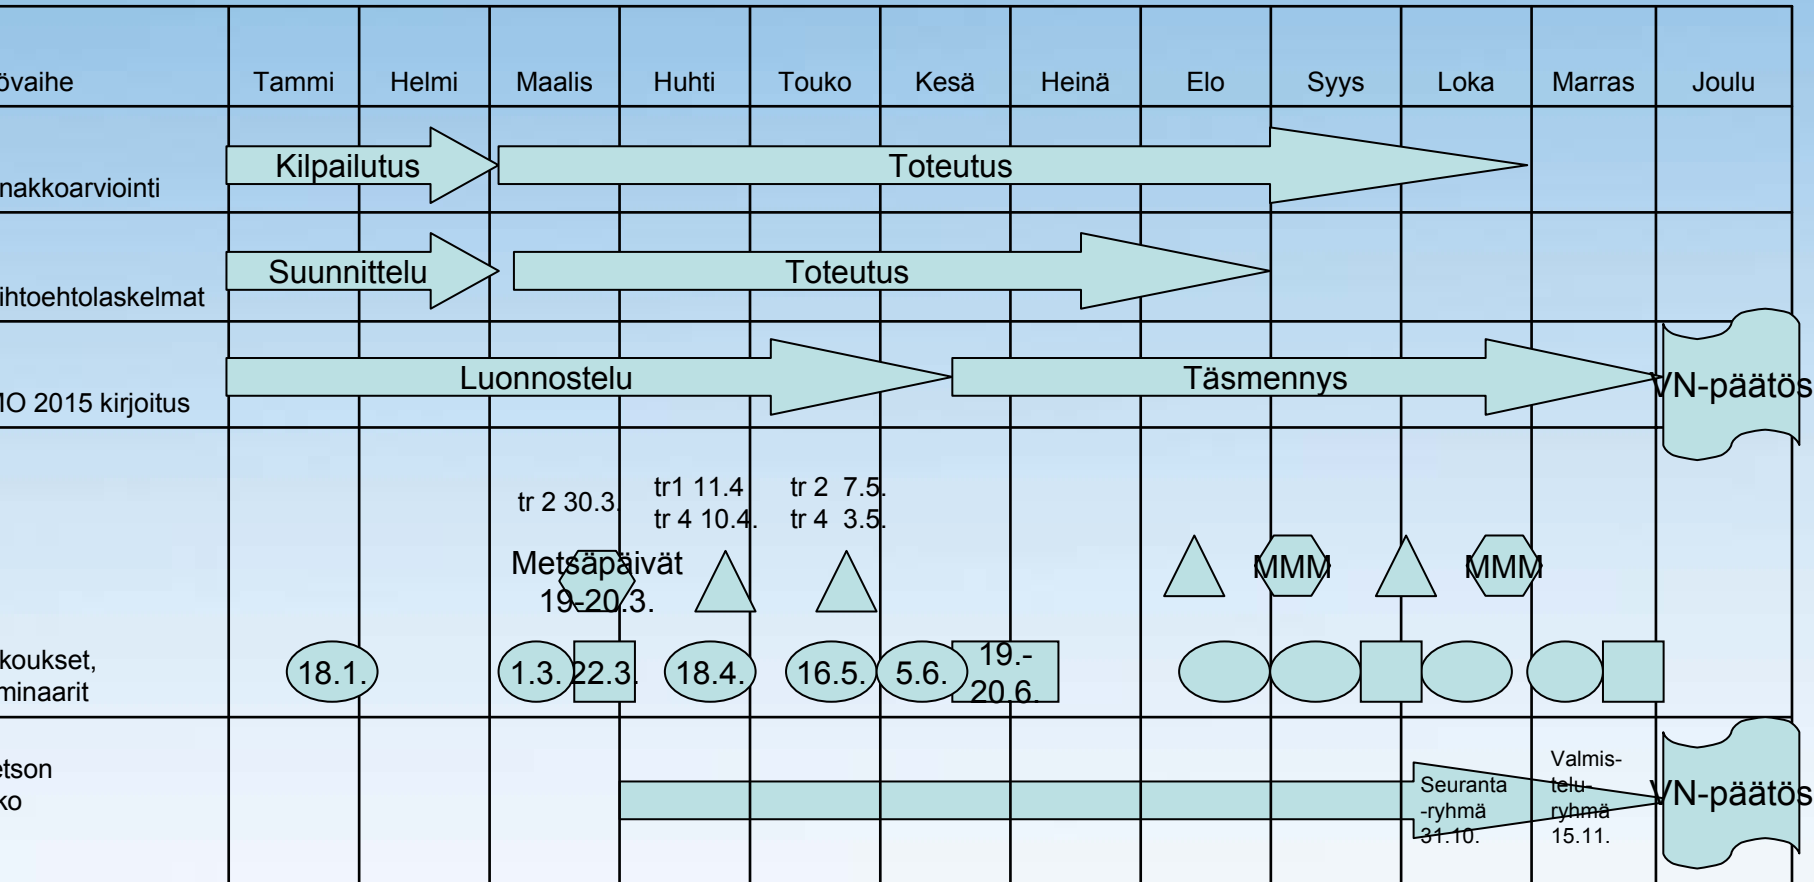 övaihe
Tammi
Helmi
Maalis
Huhti
Touko
Kesä
Heinä
Elo
Syys
Loka
Marras
Joulu
nakkoarviointi
Kilpailutus
Toteutus
ihtoehtolaskelmat
Suunnittelu
Toteutus
MO 2015 kirjoitus
Luonnostelu
Täsmennys
VN-päätös
tr 2 30.3.
tr1 11.4
tr 4 10.4.
tr 2 7.5.
tr 4 3.5.
Metsäpäivät
19-20.3.
MMM
MMM
koukset,
minaarit
18.1.
1.3.
22.3.
18.4.
16.5.
5.6.
19.-
20.6.
etson
ko
Seuranta
-ryhmä
31.10.
Valmis-
telu-
ryhmä
15.11.
VN-päätös